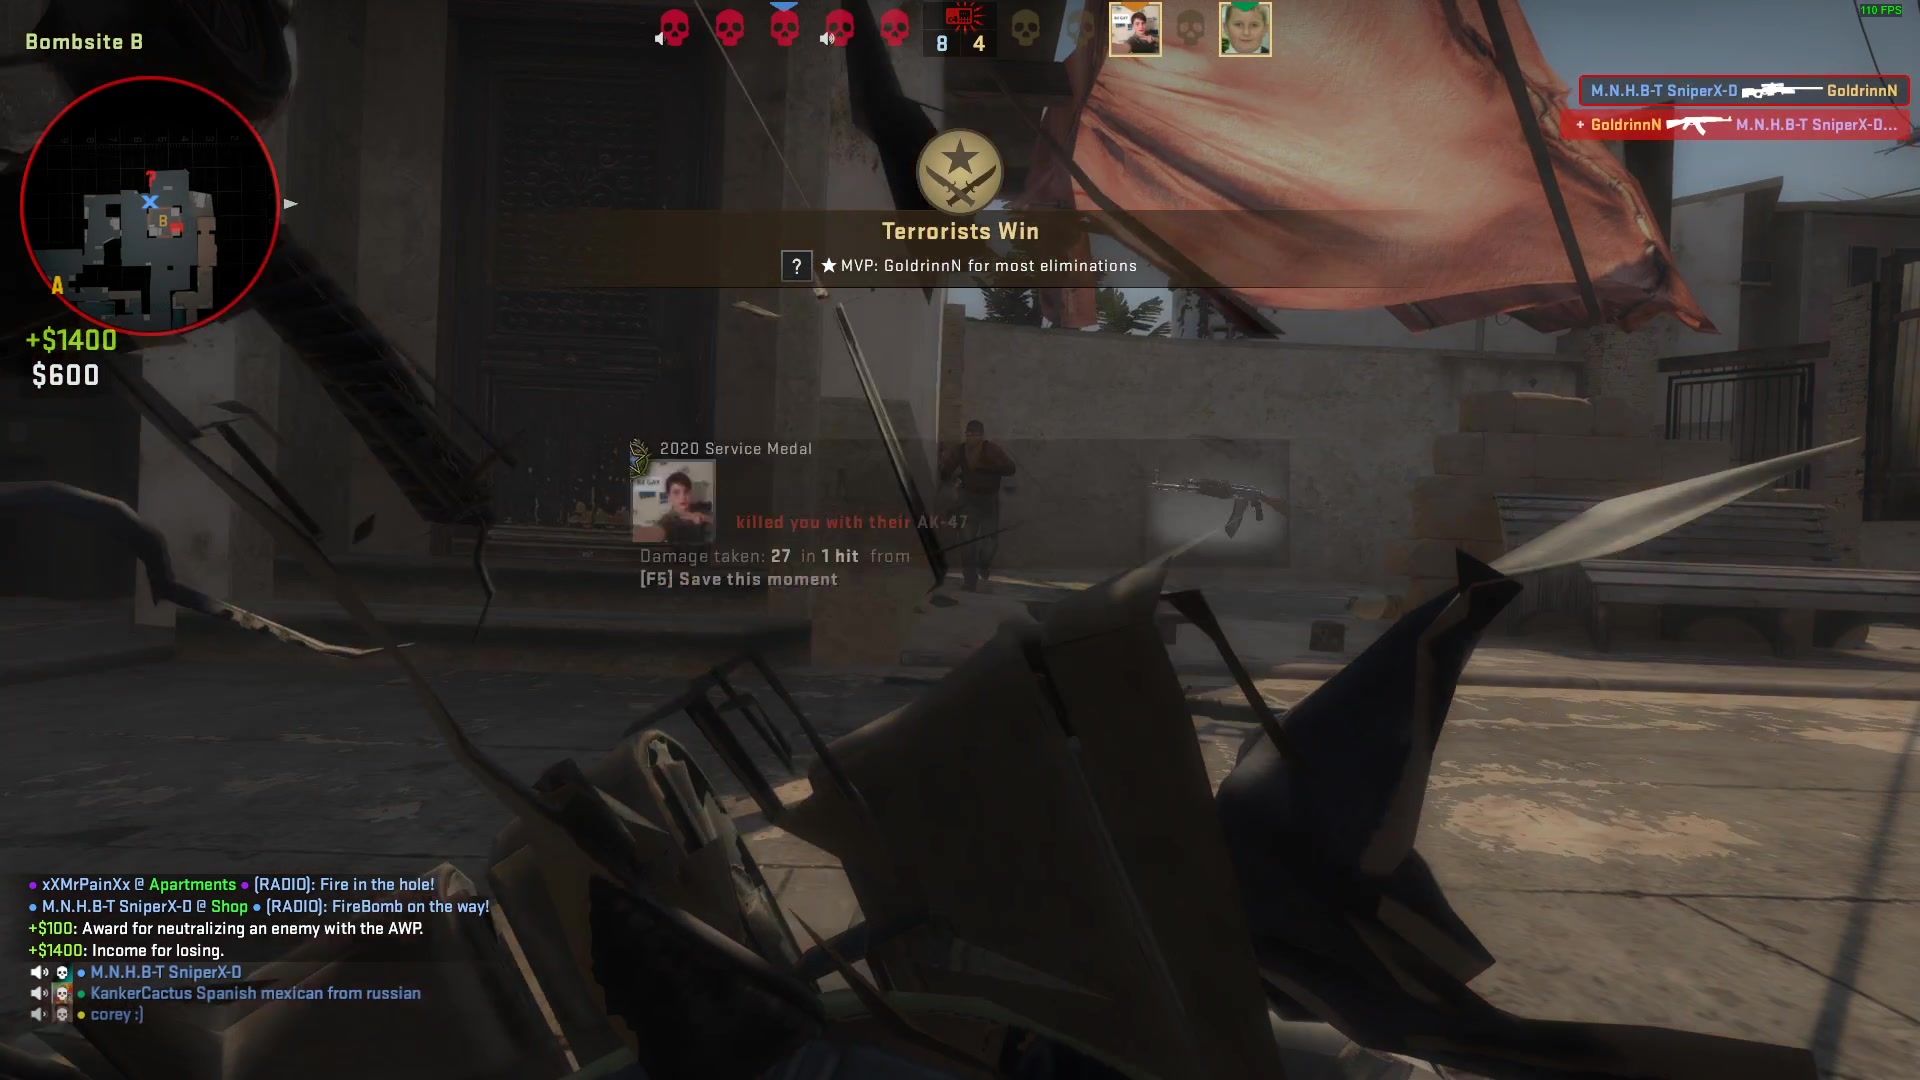 110 FPS
Bombsite B
8 4
M.N.H.B-T SniperX-D GoldrinnN
+ GoldrinnN M.N.H.B-T SniperX-D...
?
B
A
Terrorists Win
? ★ MVP: GoldrinnN for most eliminations
+$1400
$600
2020 Service Medal
killed you with their AK-47
Damage taken: 27 in 1 hit from
[F5] Save this moment
● xXMrPainXx @ Apartments ● (RADIO): Fire in the hole!
● M.N.H.B-T SniperX-D @ Shop ● (RADIO): FireBomb on the way!
+$100: Award for neutralizing an enemy with the AWP.
+$1400: Income for losing.
● M.N.H.B-T SniperX-D
● KankerCactus Spanish mexican from russian
● corey :)